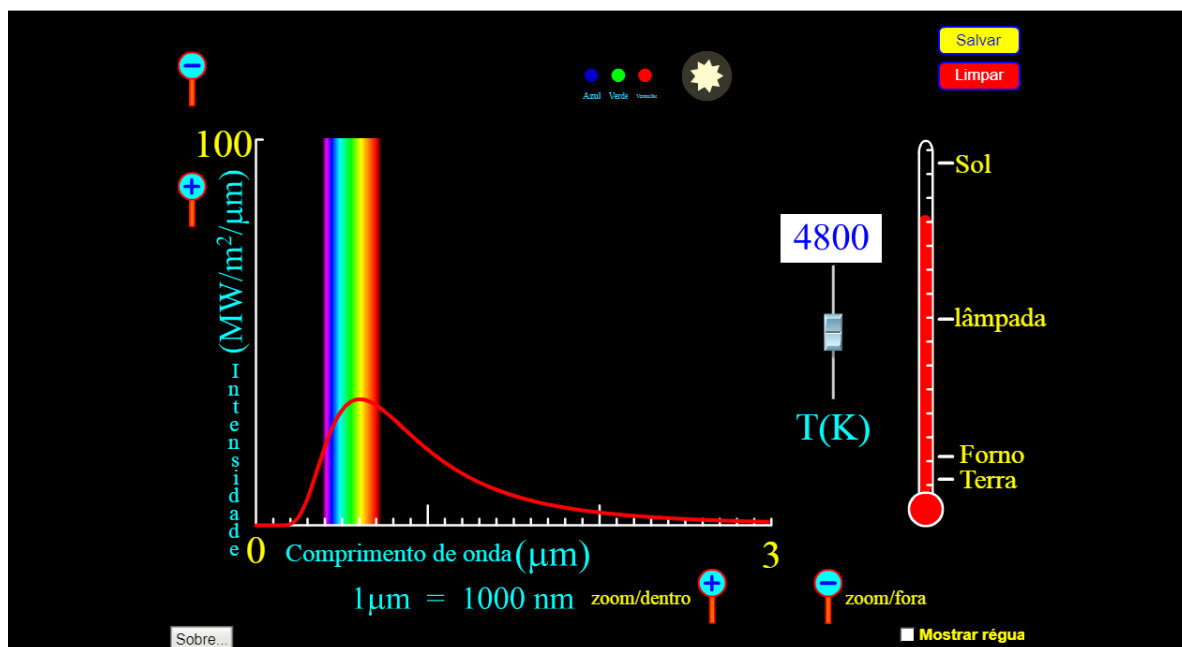 Salvar
Limpar
Azul Verde Vermelho
100
Intensidade (MW/m²/μm)
Sol
4800
lâmpada
T(K)
Forno
Terra
0
Comprimento de onda (μm)
3
1μm = 1000 nm
zoom/dentro
zoom/fora
Sobre...
Mostrar régua